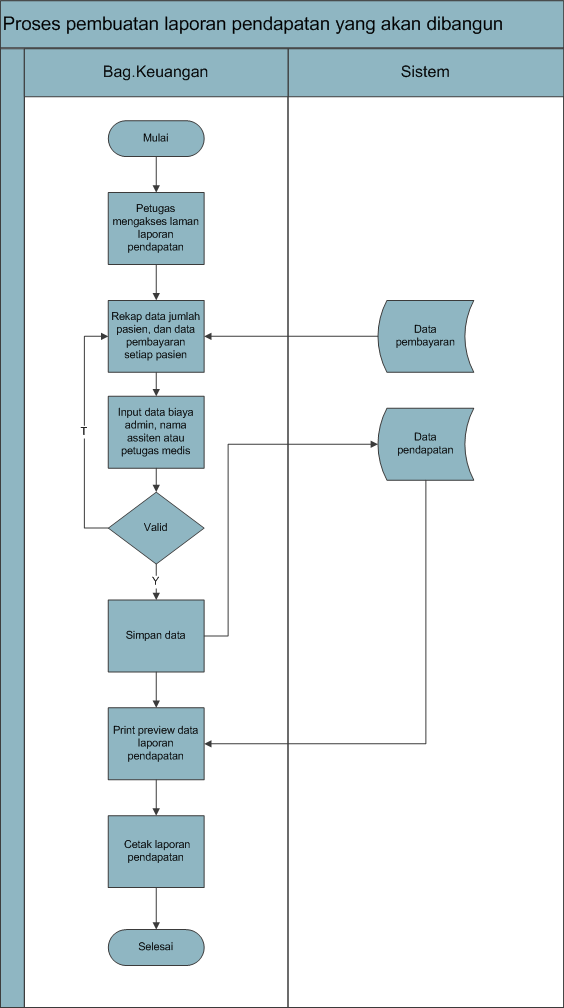 Proses pembuatan laporan pendapatan yang akan dibangun
Bag.Keuangan
Sistem
Mulai
Petugas
mengakses laman
laporan
pendapatan
Rekap data jumlah
pasien, dan data
pembayaran
setiap pasien
Data
pembayaran
Input data biaya
admin, nama
assiten atau
petugas medis
Data
pendapatan
T
Valid
Y
Simpan data
Print preview data
laporan
pendapatan
Cetak laporan
pendapatan
Selesai